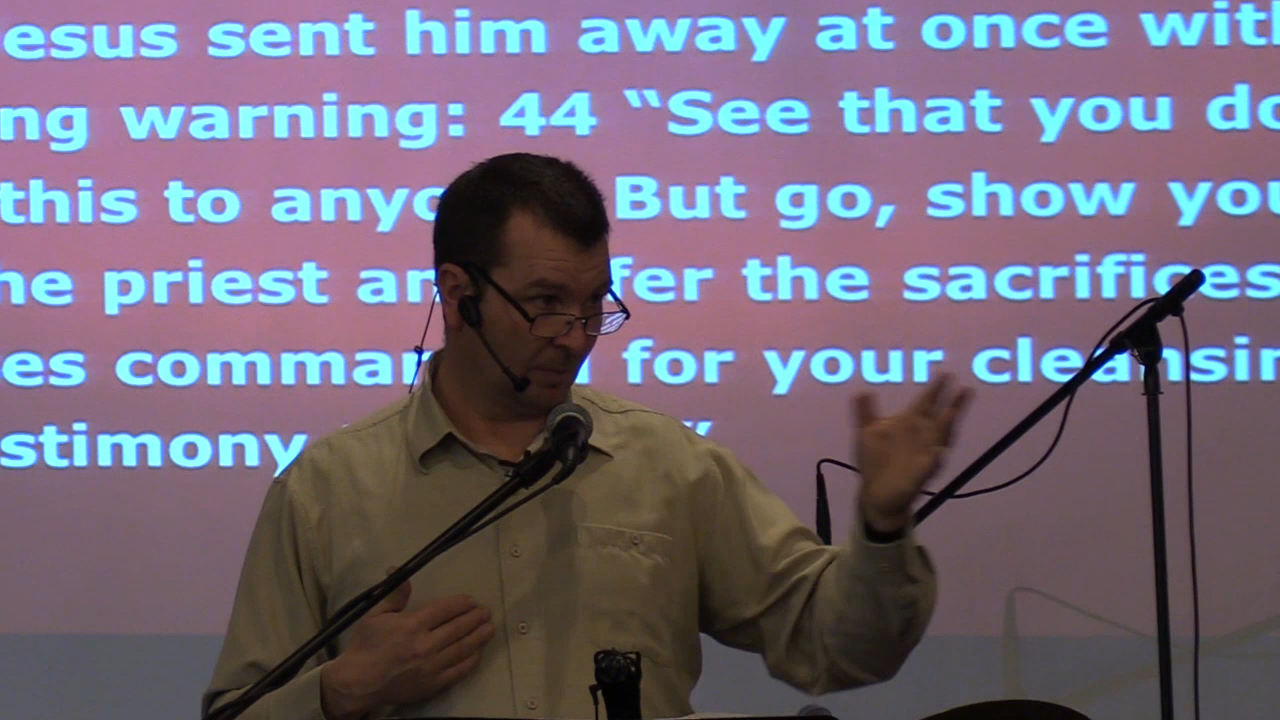 esus sent him away at once with
ng warning: 44 “See that you do
this to anyo But go, show you
he priest an fer the sacrifices
es comman for your cleansin
stimony ”